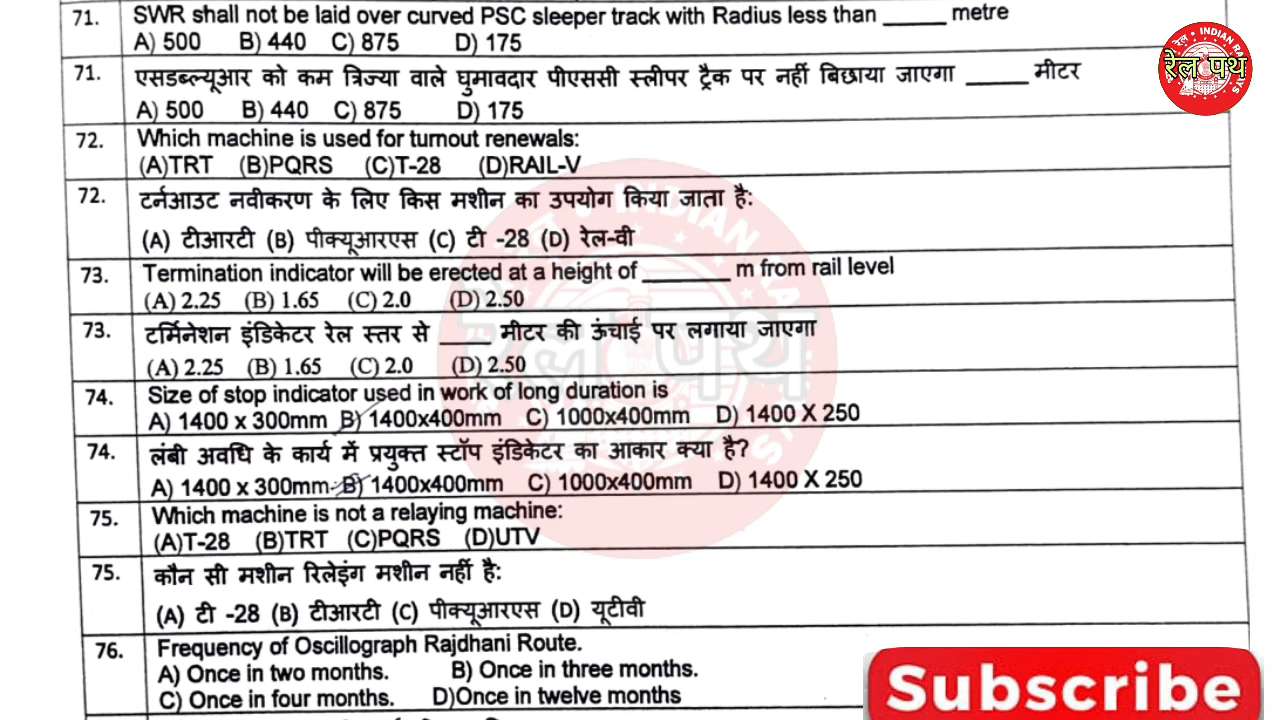 71. SWR shall not be laid over curved PSC sleeper track with Radius less than ______ metre
A) 500 B) 440 C) 875 D) 175
71. एसडब्ल्यूआर को कम त्रिज्या वाले घुमावदार पीएससी स्लीपर ट्रैक पर नहीं बिछाया जाएगा ______ मीटर
A) 500 B) 440 C) 875 D) 175
72. Which machine is used for turnout renewals:
(A)TRT (B)PQRS (C)T-28 (D)RAIL-V
72. टर्नआउट नवीकरण के लिए किस मशीन का उपयोग किया जाता है:
(A) टीआरटी (B) पीक्यूआरएस (C) टी -28 (D) रेल-वी
73. Termination indicator will be erected at a height of ________ m from rail level
(A) 2.25 (B) 1.65 (C) 2.0 (D) 2.50
73. टर्मिनेशन इंडिकेटर रेल स्तर से _____ मीटर की ऊंचाई पर लगाया जाएगा
(A) 2.25 (B) 1.65 (C) 2.0 (D) 2.50
74. Size of stop indicator used in work of long duration is
A) 1400 x 300mm B) 1400x400mm C) 1000x400mm D) 1400 X 250
74. लंबी अवधि के कार्य में प्रयुक्त स्टॉप इंडिकेटर का आकार क्या है?
A) 1400 x 300mm B) 1400x400mm C) 1000x400mm D) 1400 X 250
75. Which machine is not a relaying machine:
(A)T-28 (B)TRT (C)PQRS (D)UTV
75. कौन सी मशीन रिलेइंग मशीन नहीं है:
(A) टी -28 (B) टीआरटी (C) पीक्यूआरएस (D) यूटीवी
76. Frequency of Oscillograph Rajdhani Route.
A) Once in two months. B) Once in three months.
C) Once in four months. D)Once in twelve months
रेल पथ
रेल • INDIAN RAILWAYS
रेल पथ
Subscribe